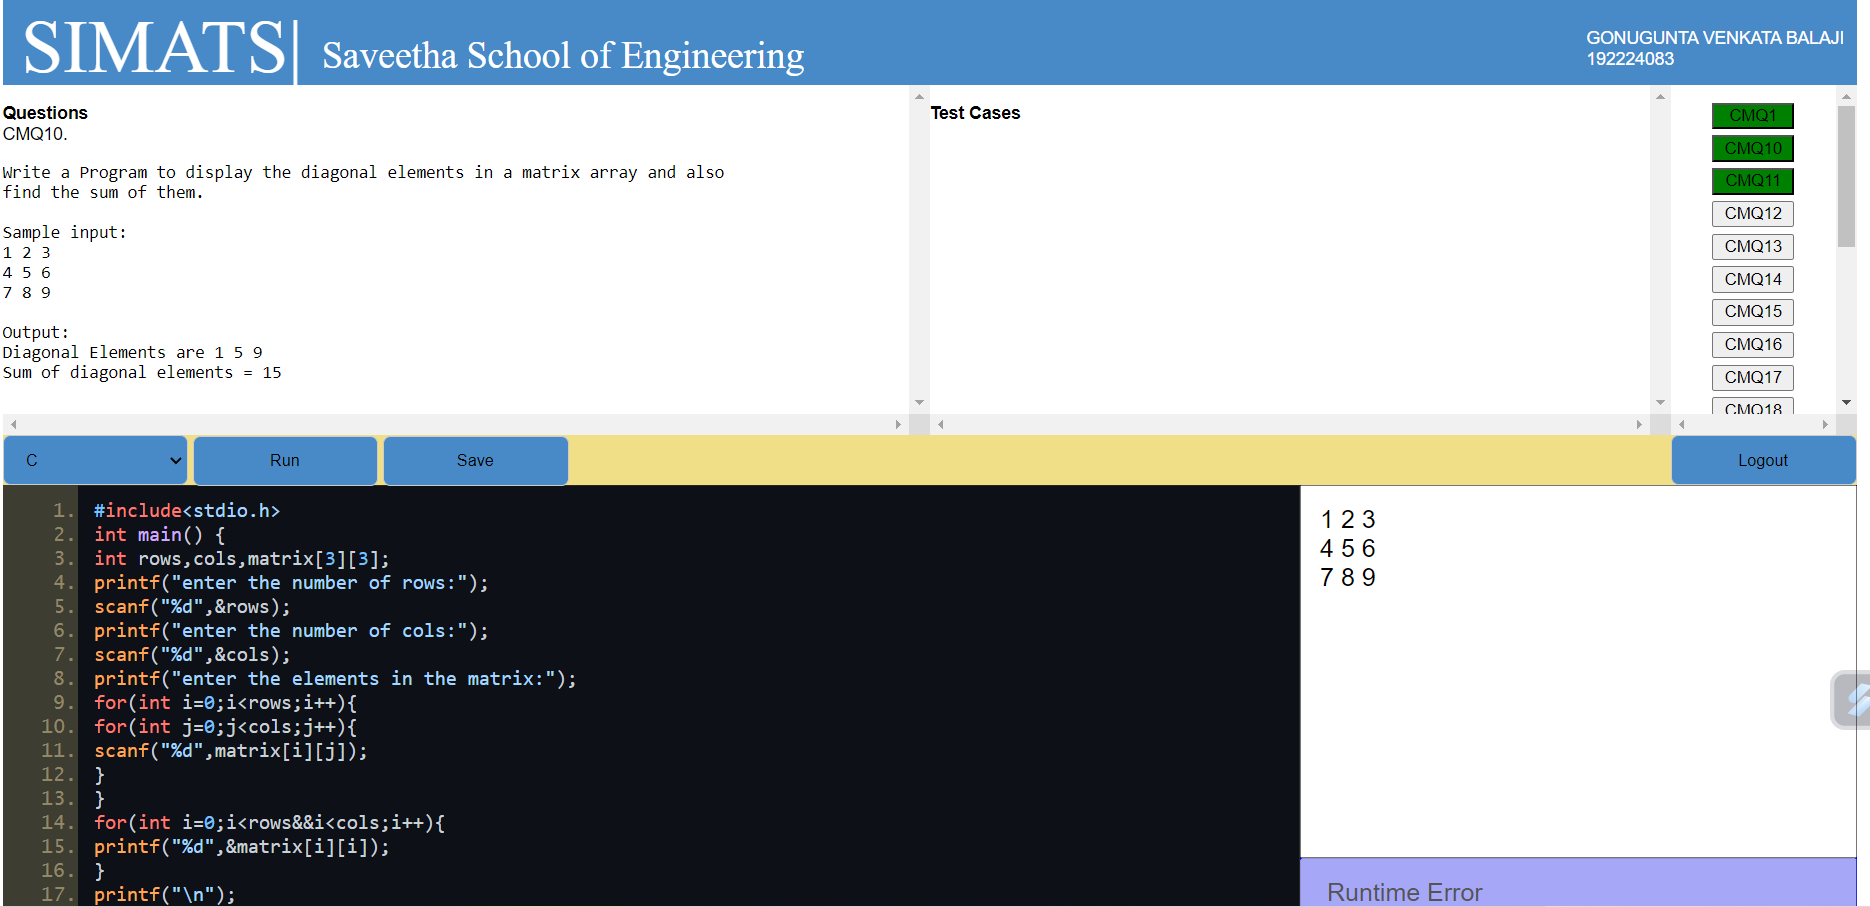 SIMATS| Saveetha School of Engineering
GONUGUNTA VENKATA BALAJI
192224083
Questions
CMQ10.
Write a Program to display the diagonal elements in a matrix array and also
find the sum of them.
Sample input:
1 2 3
4 5 6
7 8 9
Output:
Diagonal Elements are 1 5 9
Sum of diagonal elements = 15
Test Cases
CMQ1
CMQ10
CMQ11
CMQ12
CMQ13
CMQ14
CMQ15
CMQ16
CMQ17
CMQ18
C
Run
Save
Logout
1. #include<stdio.h>
2. int main() {
3. int rows,cols,matrix[3][3];
4. printf("enter the number of rows:");
5. scanf("%d",&rows);
6. printf("enter the number of cols:");
7. scanf("%d",&cols);
8. printf("enter the elements in the matrix:");
9. for(int i=0;i<rows;i++){
10. for(int j=0;j<cols;j++){
11. scanf("%d",matrix[i][j]);
12. }
13. }
14. for(int i=0;i<rows&&i<cols;i++){
15. printf("%d",&matrix[i][i]);
16. }
17. printf("\n");
1 2 3
4 5 6
7 8 9
Runtime Error